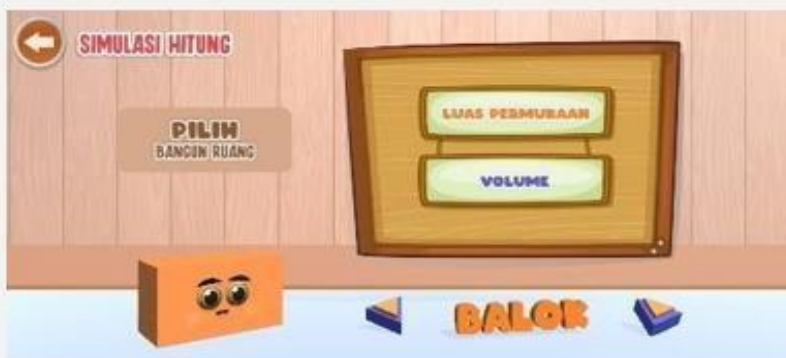 SIMULASI HITUNG
PILIH
BANGUN RUANG
LUAS PERMUKAAN
VOLUME
BALOK